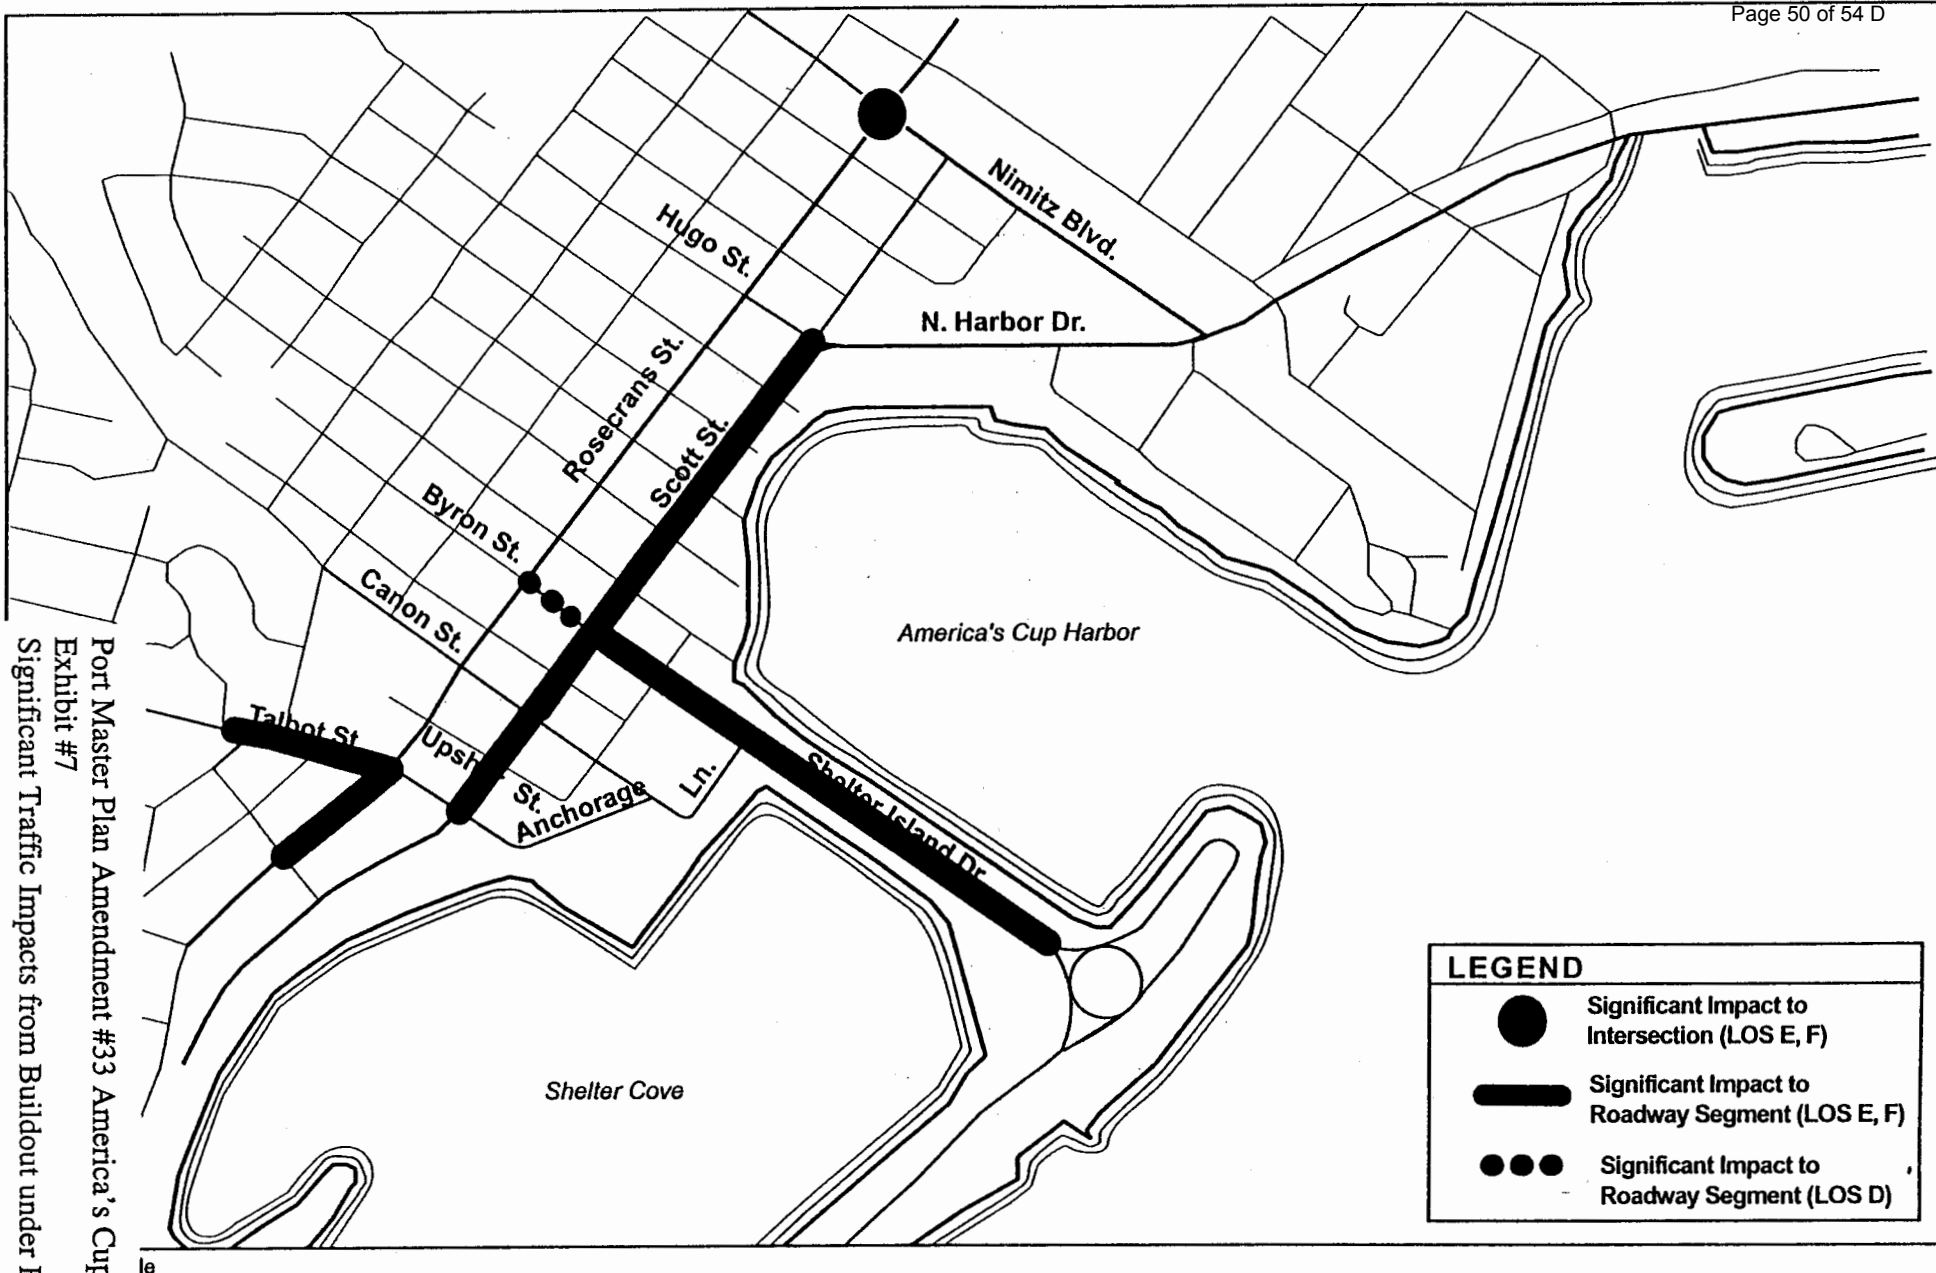 Page 50 of 54 D
Nimitz Blvd.
Hugo St.
N. Harbor Dr.
Rosecrans St.
Scott St.
Byron St.
Canon St.
America's Cup Harbor
Talbot St
St.
Anchorage
Ln.
Shelter Island Dr
Shelter Cove
LEGEND
Significant Impact to
Intersection (LOS E, F)
Significant Impact to
Roadway Segment (LOS E, F)
Significant Impact to
Roadway Segment (LOS D)
Port Master Plan Amendment #33 America's Cup
Exhibit #7
Significant Traffic Impacts from Buildout under
le